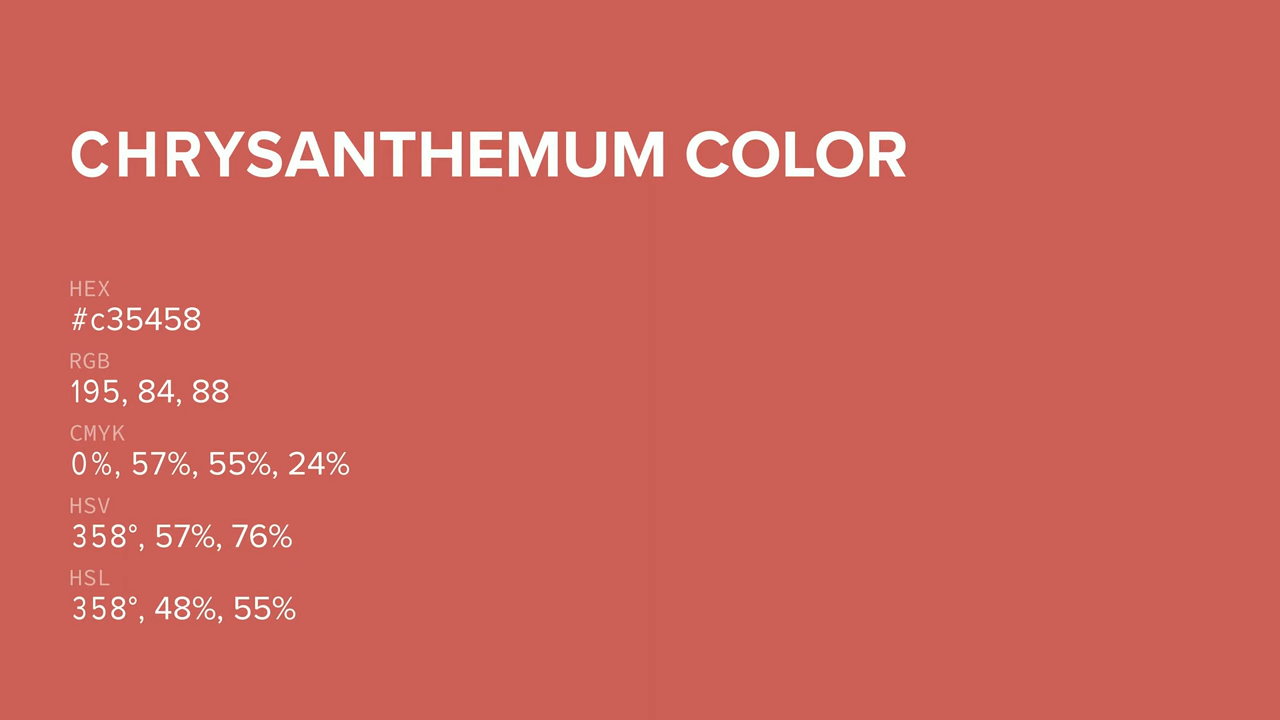 CHRYSANTHEMUM COLOR
HEX
#c35458
RGB
195, 84, 88
CMYK
0%, 57%, 55%, 24%
HSV
358°, 57%, 76%
HSL
358°, 48%, 55%